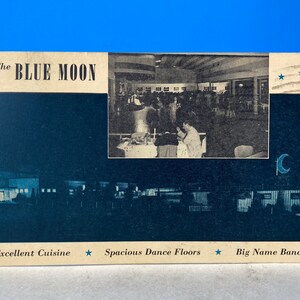 The BLUE MOON
Excellent Cuisine ★ Spacious Dance Floors ★ Big Name Band